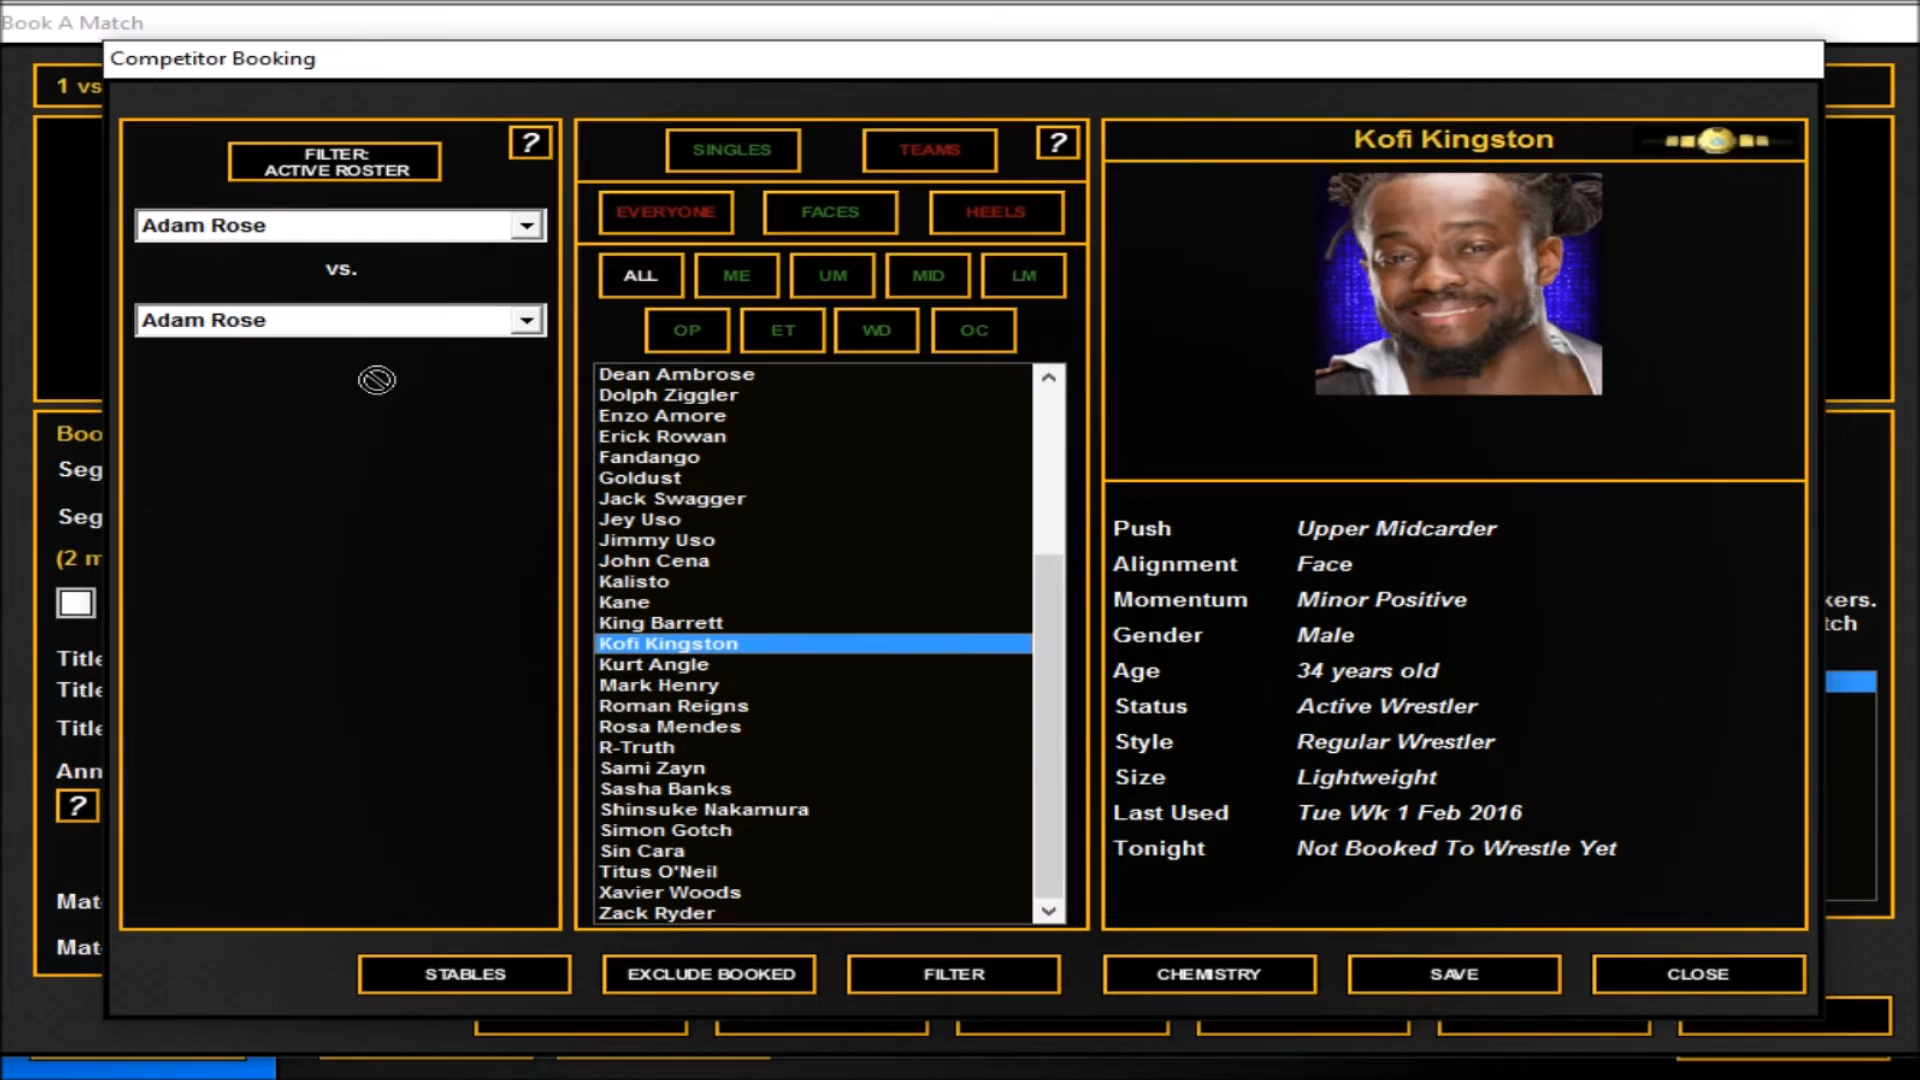 Book A Match
Competitor Booking
1 vs
FILTER:
ACTIVE ROSTER
?
Adam Rose
vs.
Adam Rose
SINGLES
TEAMS
?
EVERYONE
FACES
HEELS
ALL
ME
UM
MID
LM
OP
ET
WD
OC
Dean Ambrose
Dolph Ziggler
Enzo Amore
Erick Rowan
Fandango
Goldust
Jack Swagger
Jey Uso
Jimmy Uso
John Cena
Kalisto
Kane
King Barrett
Kofi Kingston
Kurt Angle
Mark Henry
Roman Reigns
Rosa Mendes
R-Truth
Sami Zayn
Sasha Banks
Shinsuke Nakamura
Simon Gotch
Sin Cara
Titus O'Neil
Xavier Woods
Zack Ryder
Kofi Kingston
Push Upper Midcarder
Alignment Face
Momentum Minor Positive
Gender Male
Age 34 years old
Status Active Wrestler
Style Regular Wrestler
Size Lightweight
Last Used Tue Wk 1 Feb 2016
Tonight Not Booked To Wrestle Yet
Boo
Seg
Seg
(2 m
Title
Title
Title
Ann
?
Mat
Mat
kers.
tch
STABLES
EXCLUDE BOOKED
FILTER
CHEMISTRY
SAVE
CLOSE